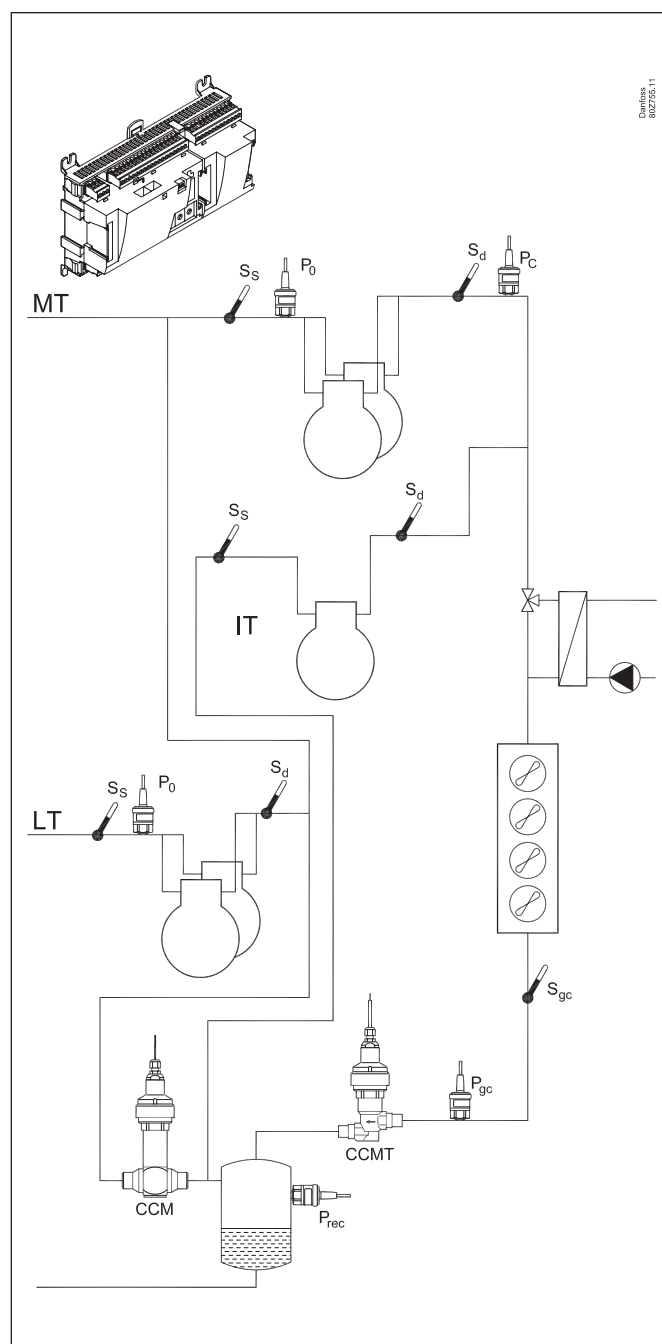 Danfoss
80Z755.11
Sd
PC
P0
SS
MT
Sd
SS
IT
Sd
P0
SS
LT
Sgc
Pgc
CCMT
CCM
Prec